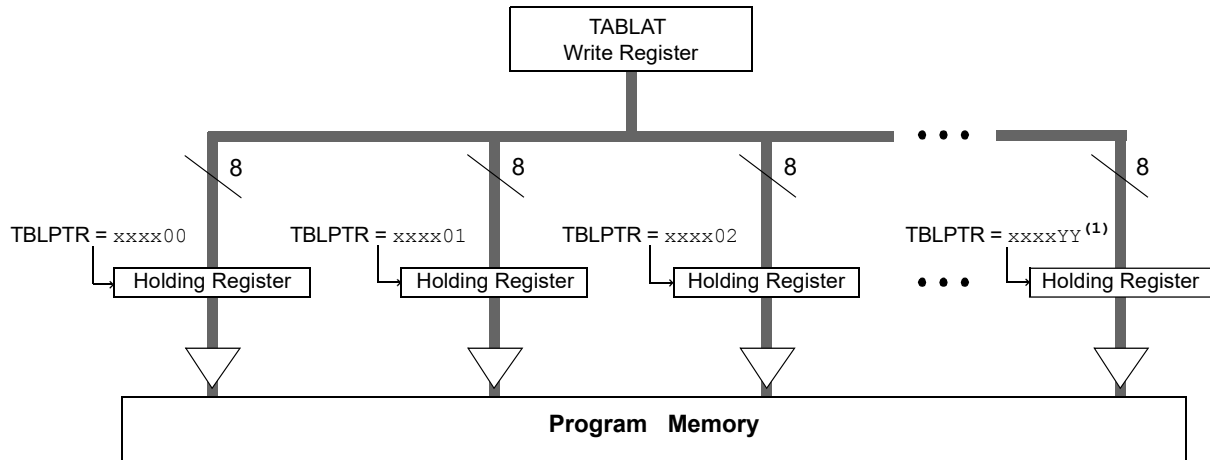 TABLAT
Write Register
8
8
8
8
TBLPTR = xxxx00
TBLPTR = xxxx01
TBLPTR = xxxx02
TBLPTR = xxxxYY(1)
Holding Register
Holding Register
Holding Register
Holding Register
Program Memory